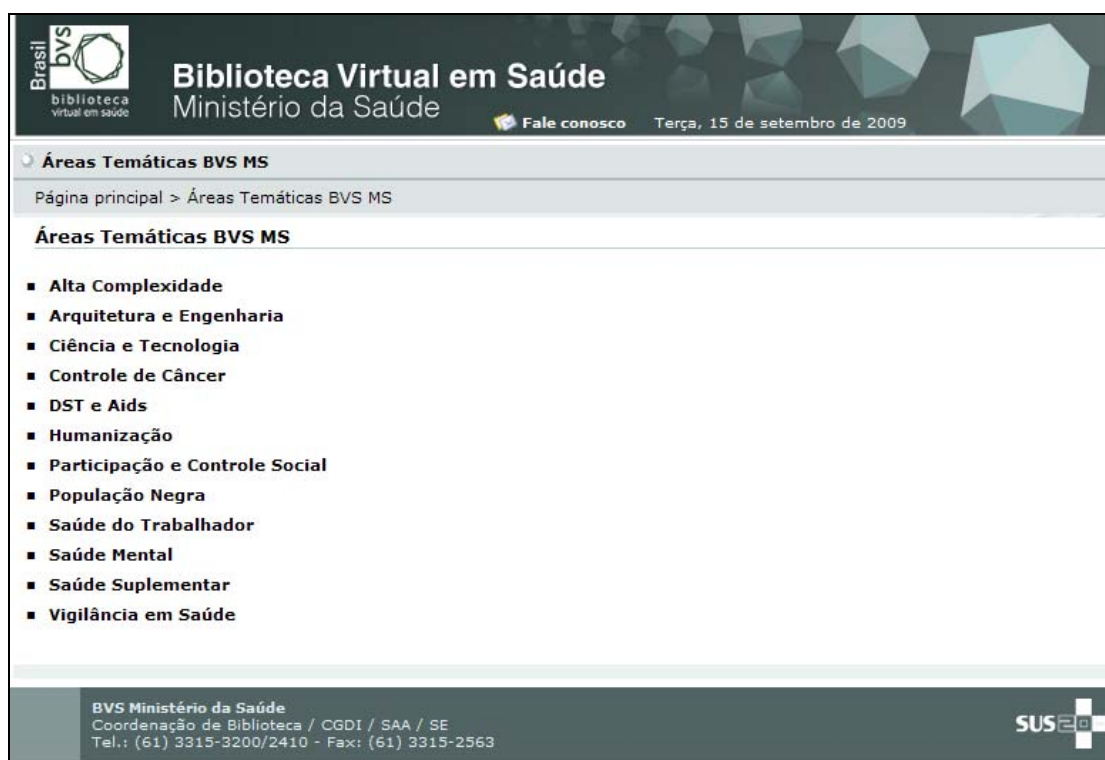 Brasil
bvs
biblioteca
virtual em saúde
Biblioteca Virtual em Saúde
Ministério da Saúde
Fale conosco Terça, 15 de setembro de 2009
Áreas Temáticas BVS MS
Página principal > Áreas Temáticas BVS MS
Áreas Temáticas BVS MS
Alta Complexidade
Arquitetura e Engenharia
Ciência e Tecnologia
Controle de Câncer
DST e Aids
Humanização
Participação e Controle Social
População Negra
Saúde do Trabalhador
Saúde Mental
Saúde Suplementar
Vigilância em Saúde
BVS Ministério da Saúde
Coordenação de Biblioteca / CGDI / SAA / SE
Tel.: (61) 3315-3200/2410 - Fax: (61) 3315-2563
SUS 20